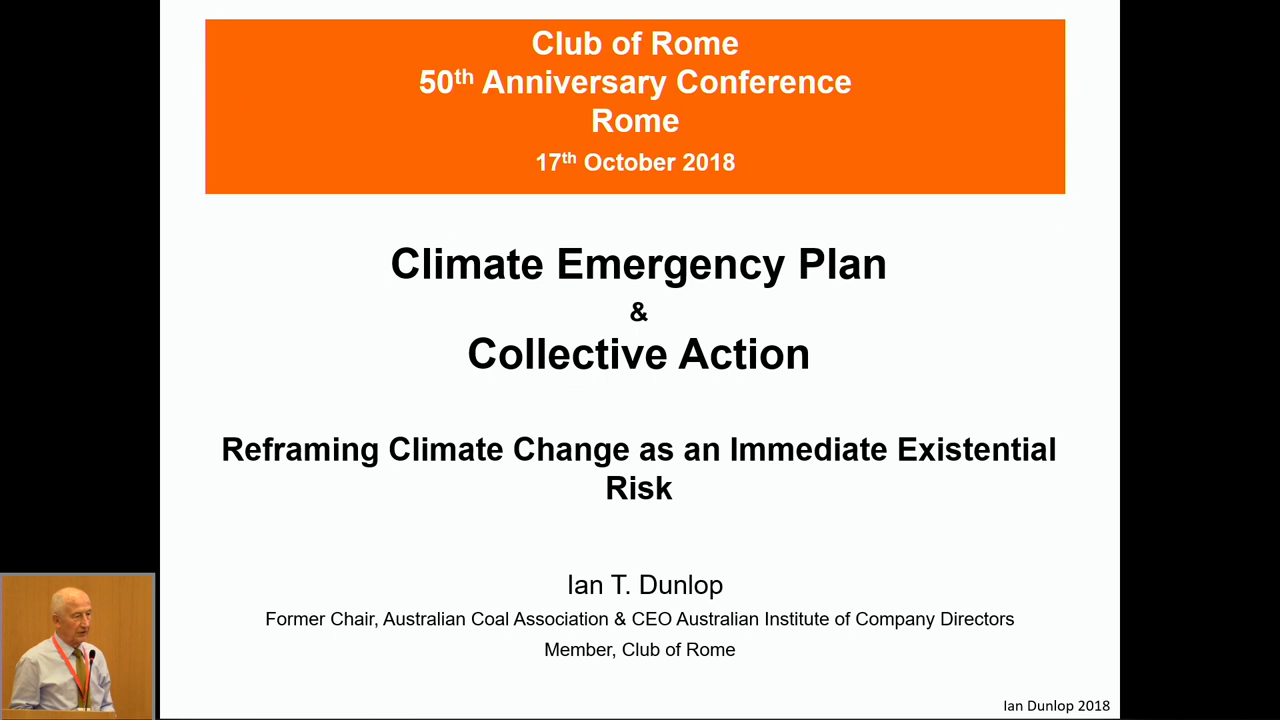 Club of Rome
50th Anniversary Conference
Rome
17th October 2018
Climate Emergency Plan
&
Collective Action
Reframing Climate Change as an Immediate Existential
Risk
Ian T. Dunlop
Former Chair, Australian Coal Association & CEO Australian Institute of Company Directors
Member, Club of Rome
Ian Dunlop 2018